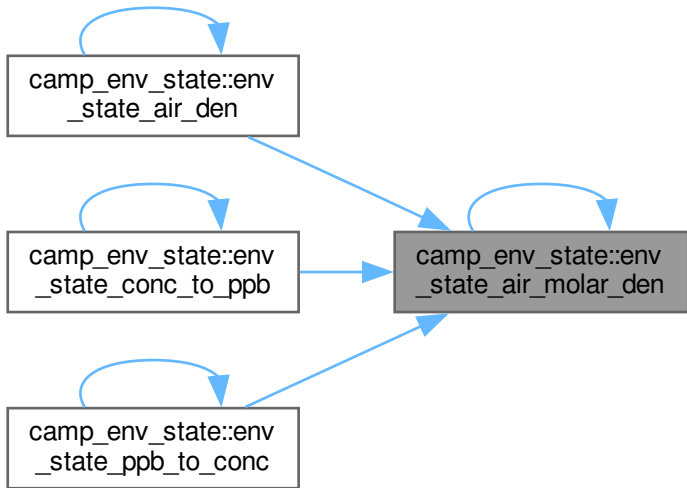 camp_env_state::env
_state_air_den
camp_env_state::env
_state_conc_to_ppb
camp_env_state::env
_state_air_molar_den
camp_env_state::env
_state_ppb_to_conc